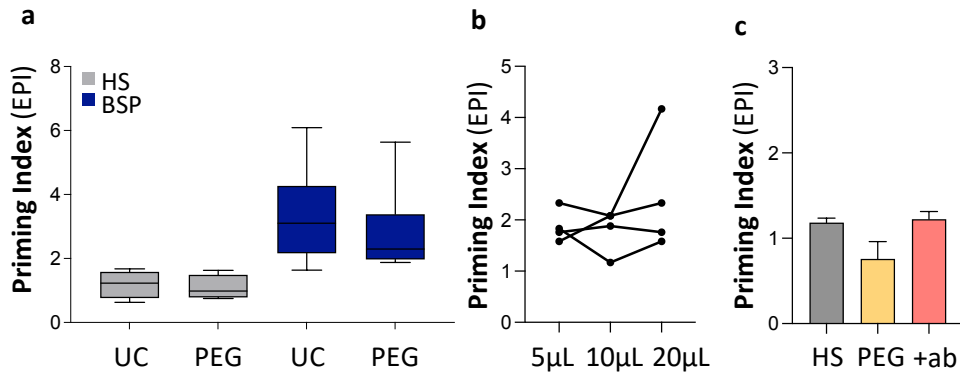 a
Priming Index (EPI)
8
6
4
2
0
HS
BSP
UC
PEG
UC
PEG
b
Priming Index (EPI)
5
4
3
2
1
0
5µL
10µL
20µL
c
Priming Index (EPI)
3
2
1
0
HS
PEG
+ab